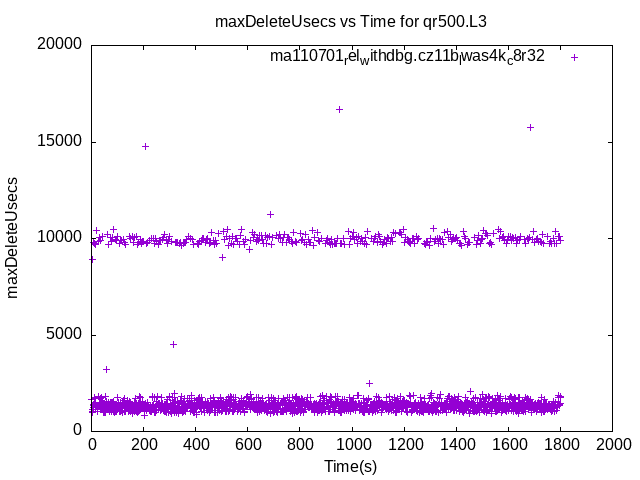 maxDeleteUsecs vs Time for qr500.L3
ma110701relwithdbg.cz11blwas4kc8r32
20000
15000
10000
5000
0
maxDeleteUsecs
0 200 400 600 800 1000 1200 1400 1600 1800 2000
Time(s)